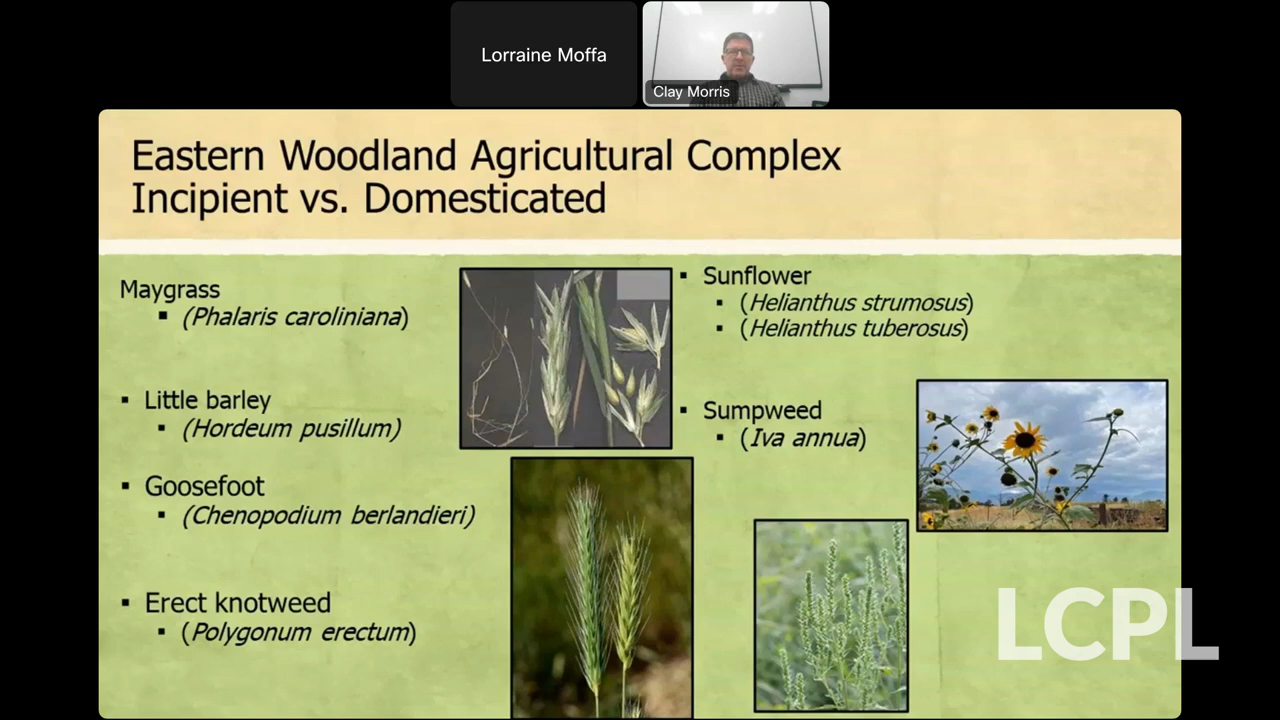 Lorraine Moffa
Clay Morris
Eastern Woodland Agricultural Complex
Incipient vs. Domesticated
Maygrass
▪ (Phalaris caroliniana)
▪ Little barley
▪ (Hordeum pusillum)
▪ Goosefoot
▪ (Chenopodium berlandieri)
▪ Erect knotweed
▪ (Polygonum erectum)
▪ Sunflower
▪ (Helianthus strumosus)
▪ (Helianthus tuberosus)
▪ Sumpweed
▪ (Iva annua)
LCPL